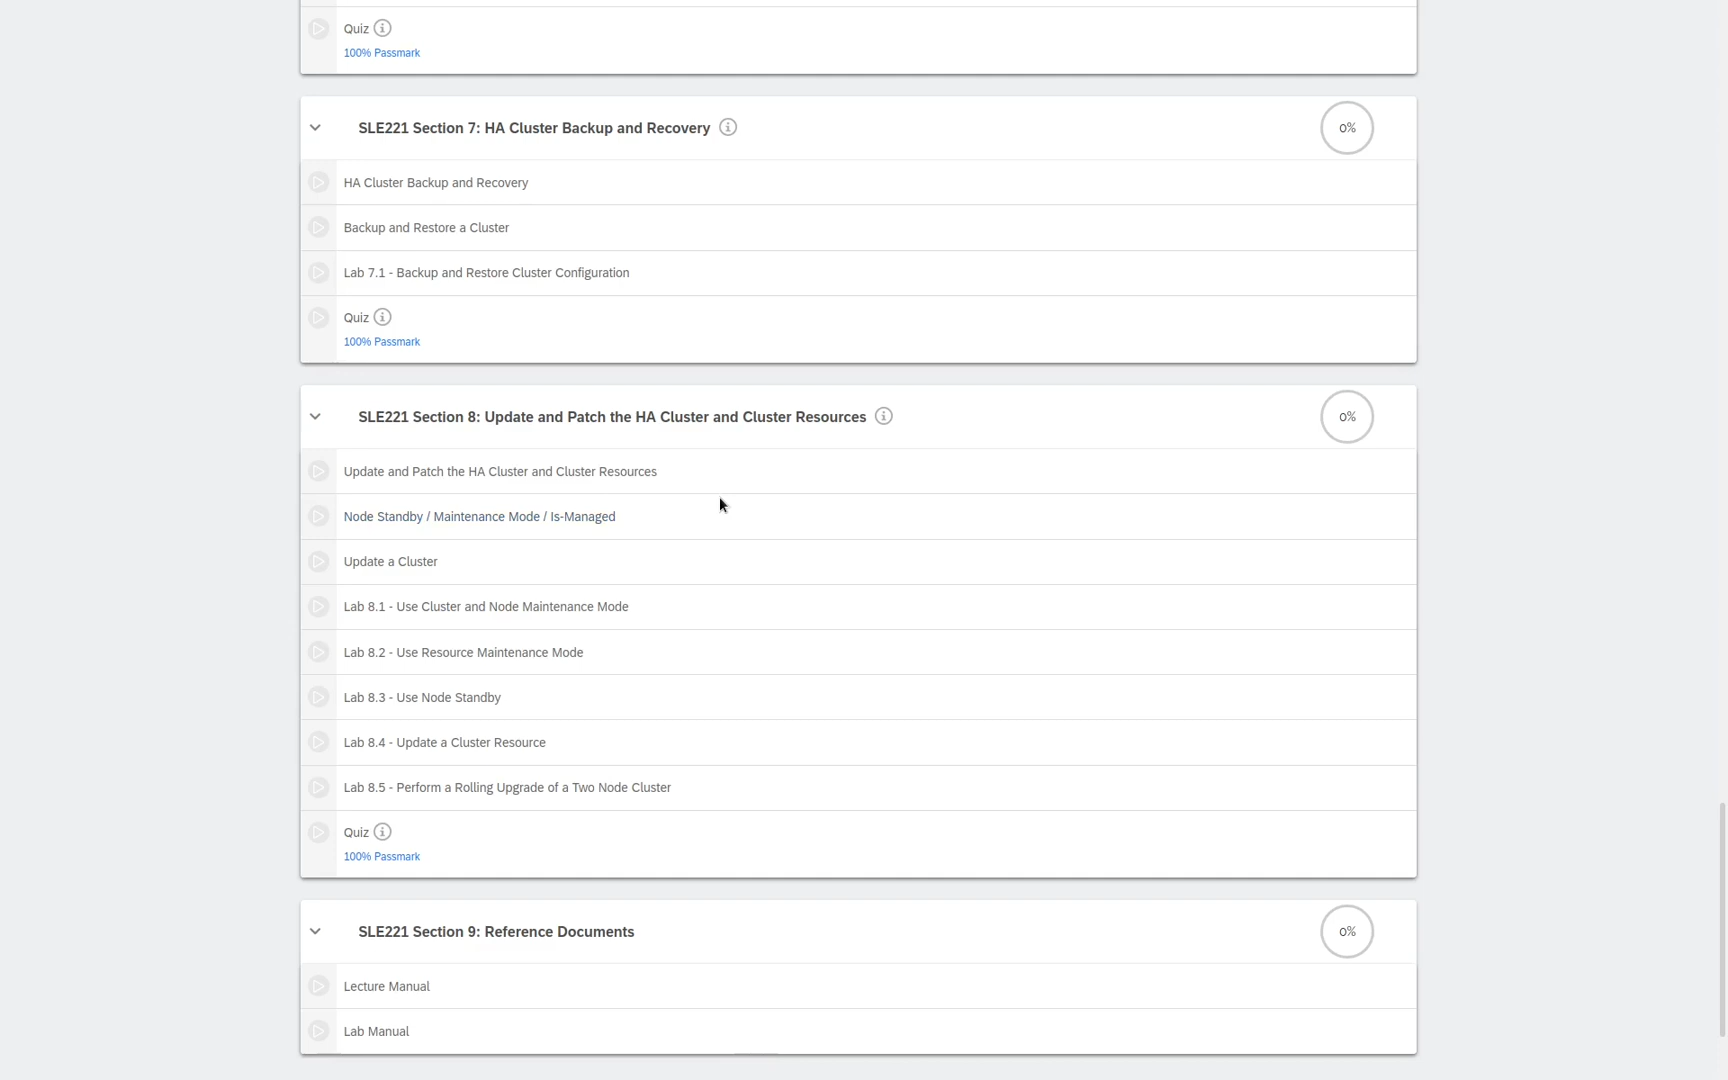 Quiz
100% Passmark
SLE221 Section 7: HA Cluster Backup and Recovery
0%
HA Cluster Backup and Recovery
Backup and Restore a Cluster
Lab 7.1 - Backup and Restore Cluster Configuration
Quiz
100% Passmark
SLE221 Section 8: Update and Patch the HA Cluster and Cluster Resources
0%
Update and Patch the HA Cluster and Cluster Resources
Node Standby / Maintenance Mode / Is-Managed
Update a Cluster
Lab 8.1 - Use Cluster and Node Maintenance Mode
Lab 8.2 - Use Resource Maintenance Mode
Lab 8.3 - Use Node Standby
Lab 8.4 - Update a Cluster Resource
Lab 8.5 - Perform a Rolling Upgrade of a Two Node Cluster
Quiz
100% Passmark
SLE221 Section 9: Reference Documents
0%
Lecture Manual
Lab Manual